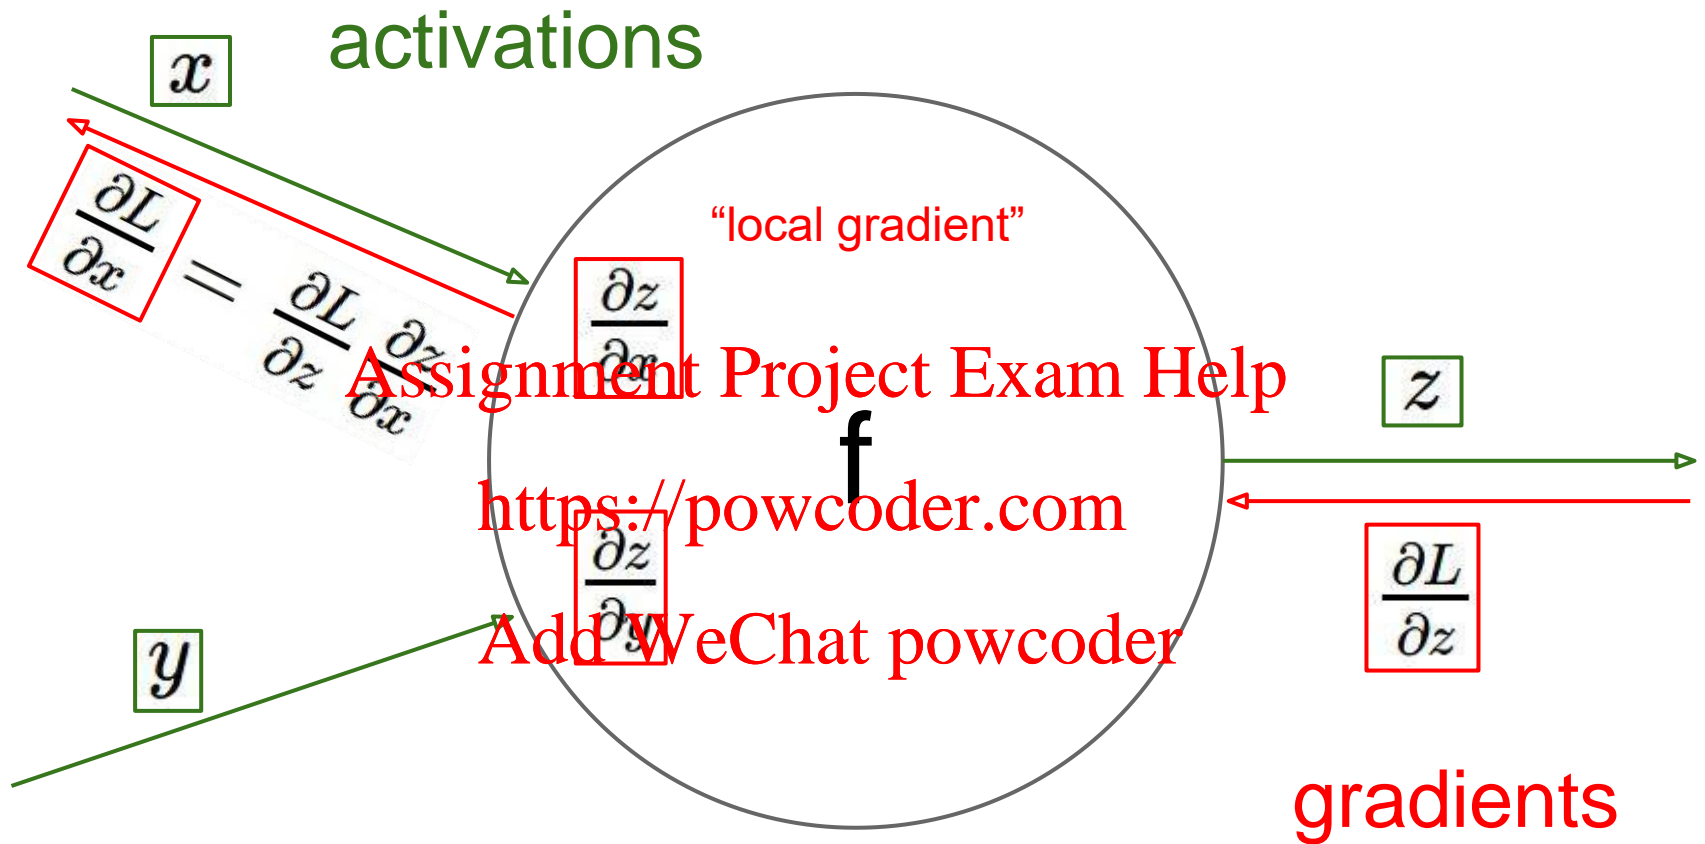 activations
x
∂L/∂x = ∂L/∂z ∂z/∂x
“local gradient”
∂z/∂x
Assignment Project Exam Help
f
z
https://powcoder.com
∂z/∂y
∂L/∂z
Add WeChat powcoder
y
gradients